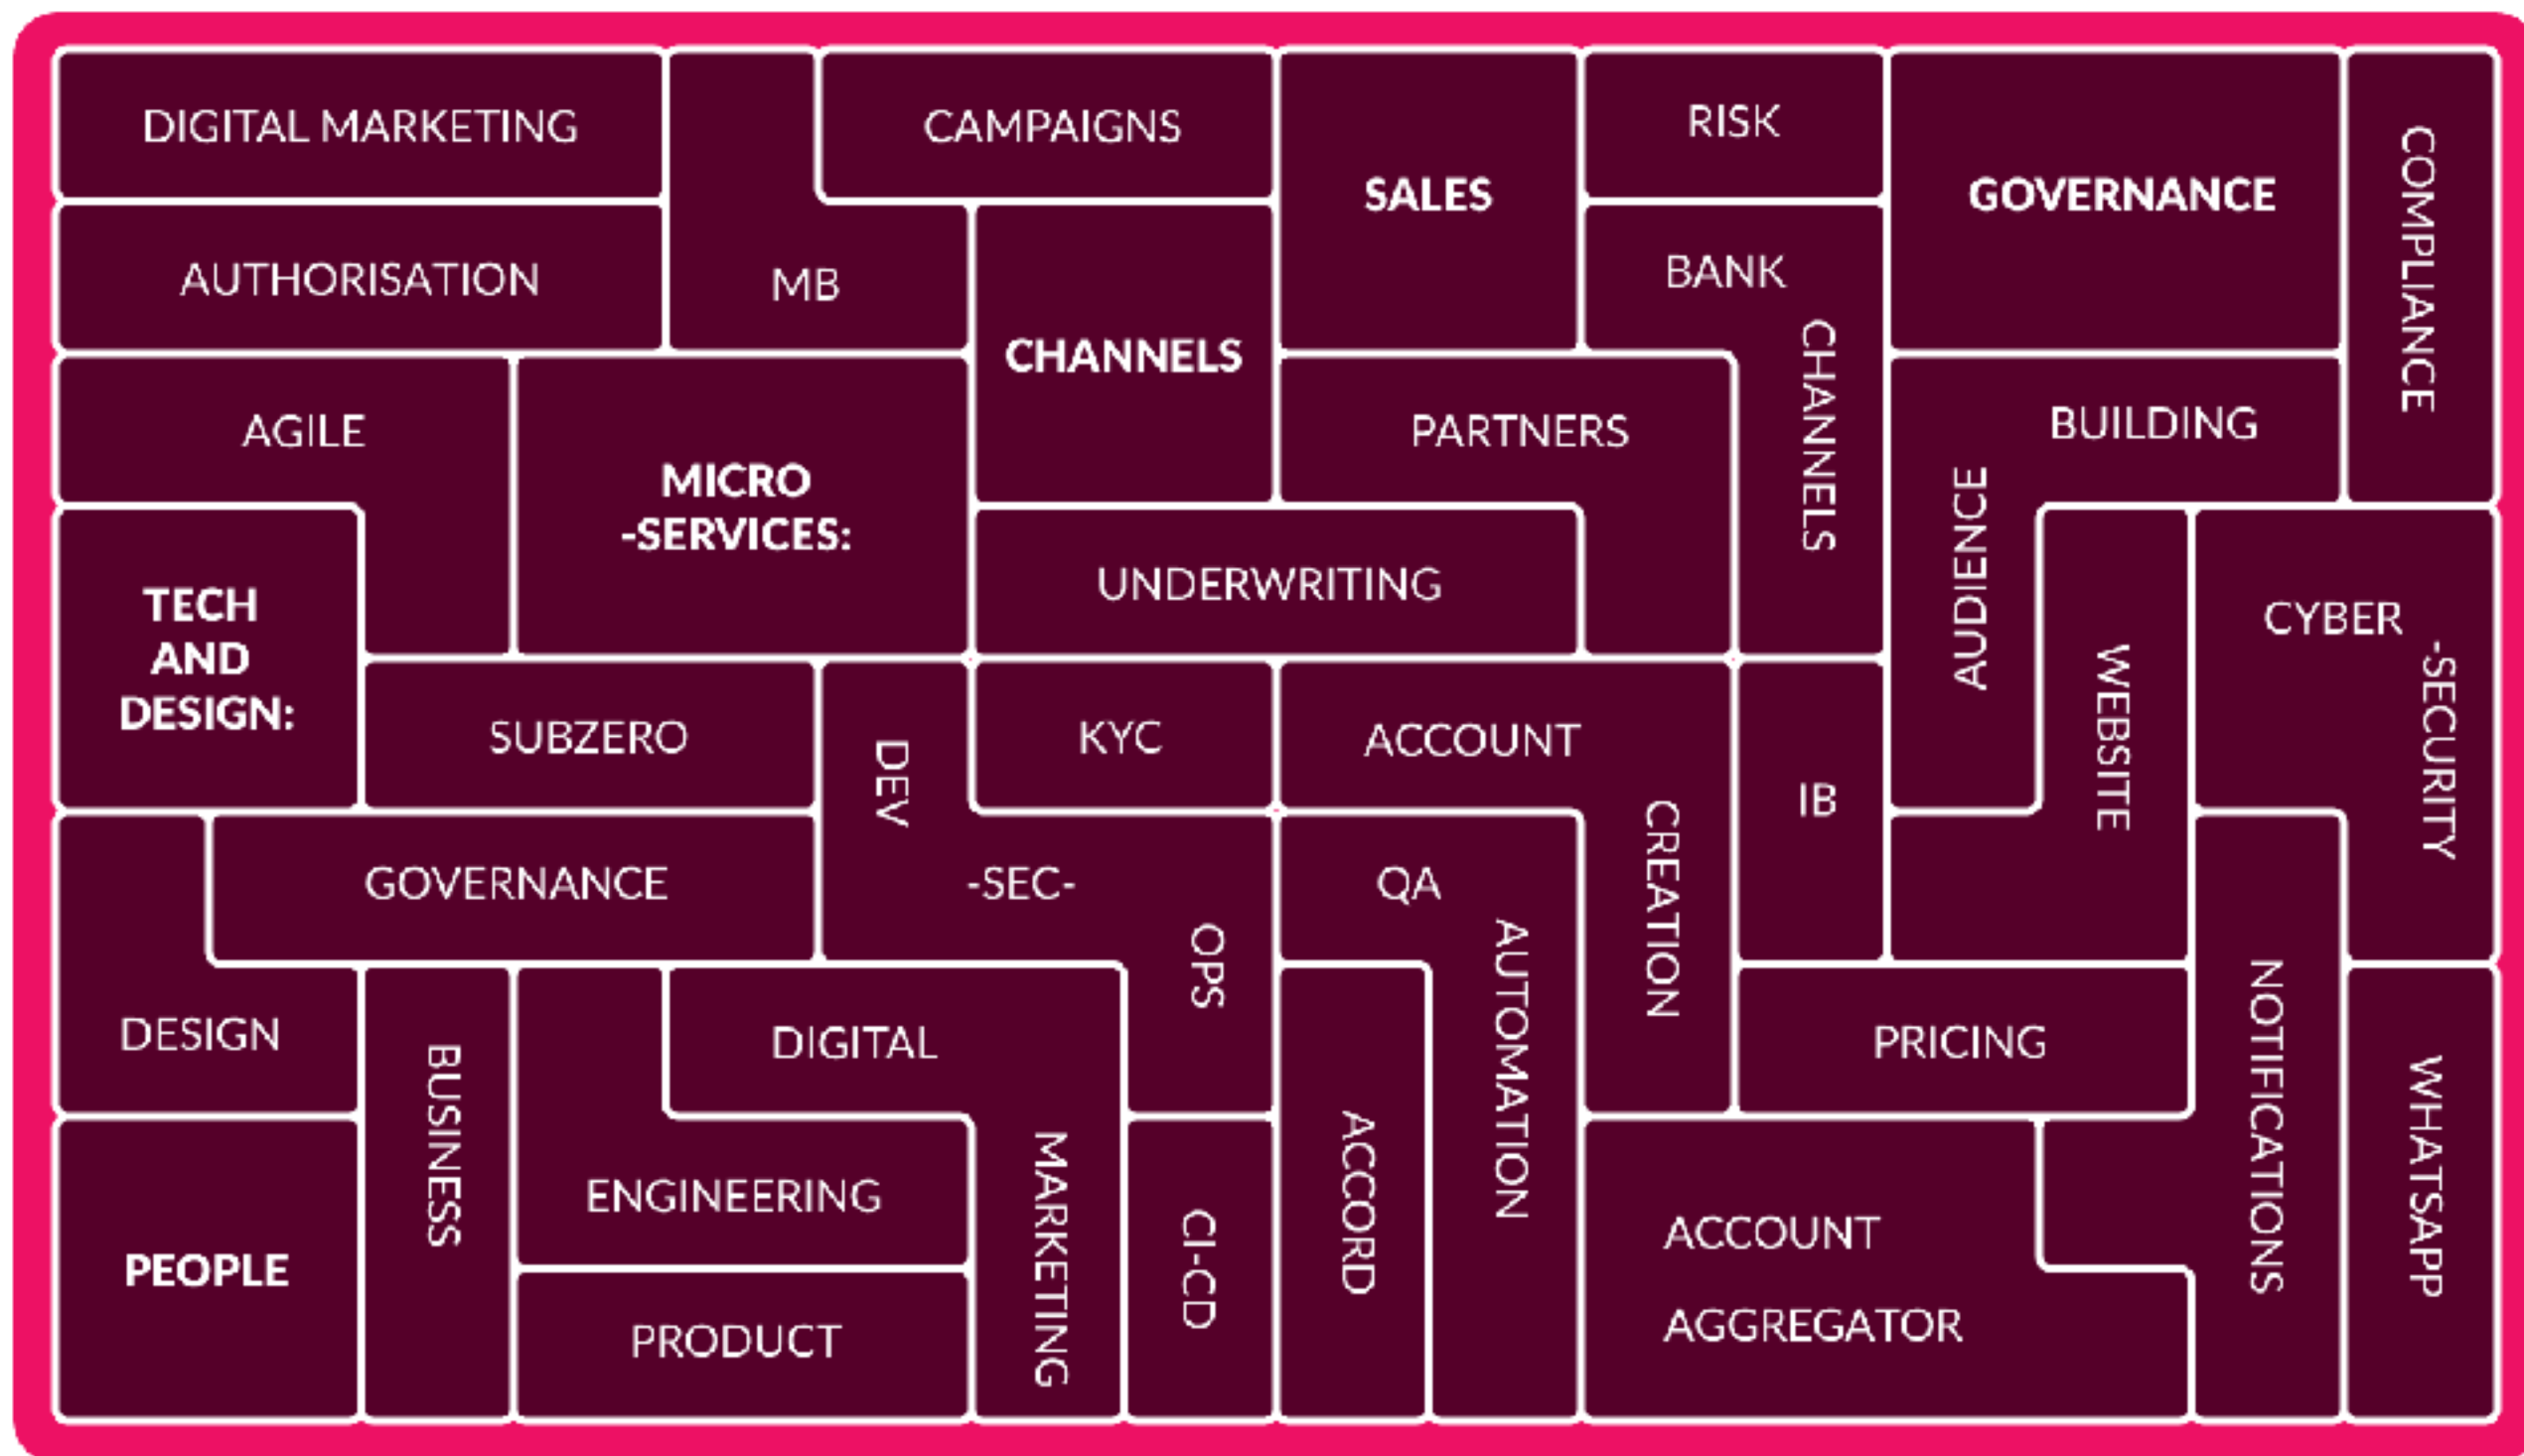 DIGITAL MARKETING
CAMPAIGNS
SALES
RISK
GOVERNANCE
COMPLIANCE
AUTHORISATION
MB
CHANNELS
BANK
CHANNELS
AGILE
MICRO
-SERVICES:
PARTNERS
BUILDING
AUDIENCE
TECH
AND
DESIGN:
UNDERWRITING
WEBSITE
CYBER
-SECURITY
SUBZERO
DEV
-SEC-
OPS
KYC
ACCOUNT
CREATION
IB
GOVERNANCE
QA
AUTOMATION
DESIGN
BUSINESS
DIGITAL
MARKETING
PRICING
NOTIFICATIONS
WHATSAPP
PEOPLE
ENGINEERING
PRODUCT
CI-CD
ACCORD
ACCOUNT
AGGREGATOR